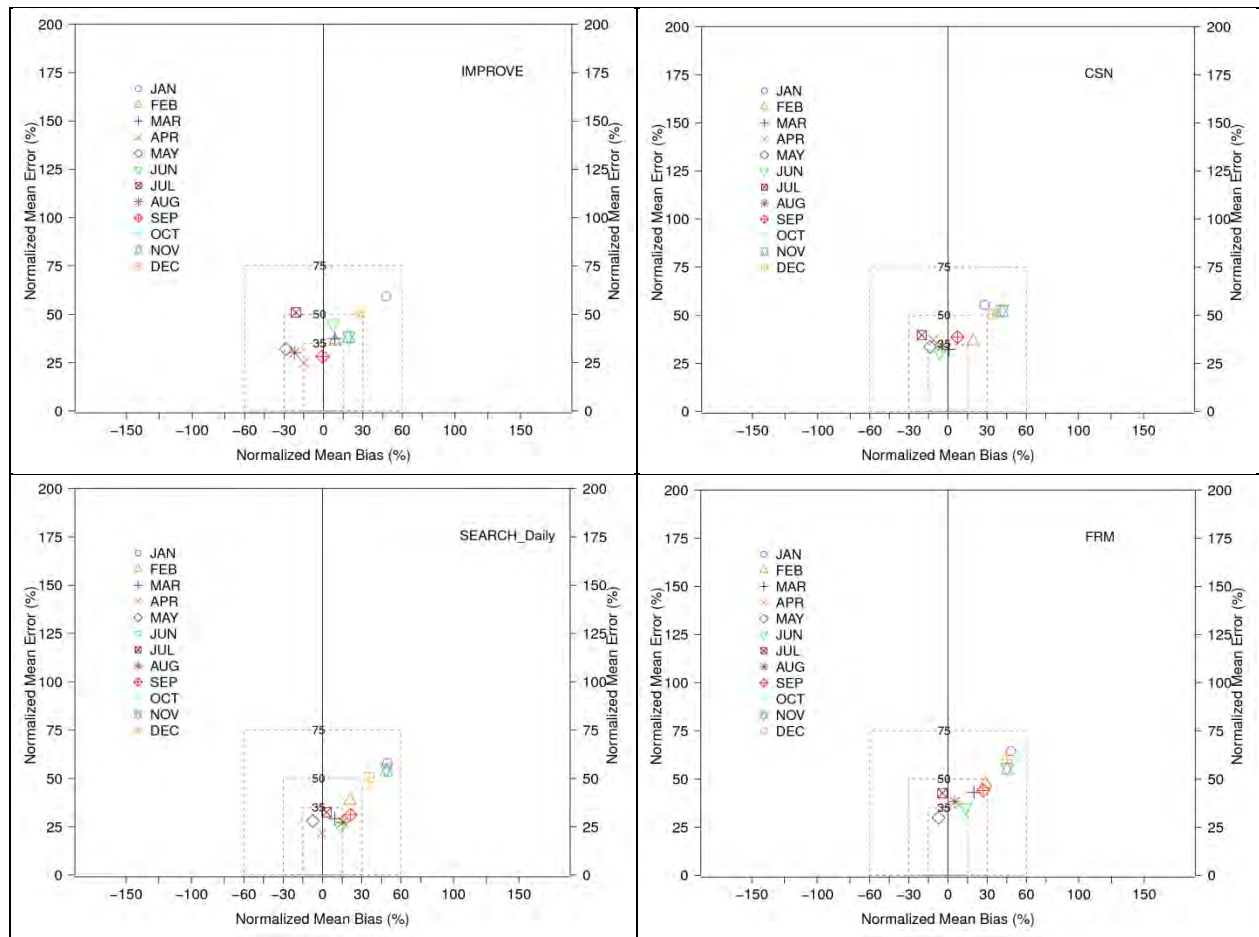 IMPROVE
Normalized Mean Error (%)
200
175
150
125
100
75
50
25
0
JAN
FEB
MAR
APR
MAY
JUN
JUL
AUG
SEP
OCT
NOV
DEC
75
50
35
200
175
150
125
100
75
50
25
0
Normalized Mean Error (%)
−150 −100 −60 −30 0 30 60 100 150
Normalized Mean Bias (%)
CSN
Normalized Mean Error (%)
200
175
150
125
100
75
50
25
0
JAN
FEB
MAR
APR
MAY
JUN
JUL
AUG
SEP
OCT
NOV
DEC
75
50
35
200
175
150
125
100
75
50
25
0
Normalized Mean Error (%)
−150 −100 −60 −30 0 30 60 100 150
Normalized Mean Bias (%)
SEARCH_Daily
Normalized Mean Error (%)
200
175
150
125
100
75
50
25
0
JAN
FEB
MAR
APR
MAY
JUN
JUL
AUG
SEP
OCT
NOV
DEC
75
50
35
200
175
150
125
100
75
50
25
0
Normalized Mean Error (%)
−150 −100 −60 −30 0 30 60 100 150
Normalized Mean Bias (%)
FRM
Normalized Mean Error (%)
200
175
150
125
100
75
50
25
0
JAN
FEB
MAR
APR
MAY
JUN
JUL
AUG
SEP
OCT
NOV
DEC
75
50
35
200
175
150
125
100
75
50
25
0
Normalized Mean Error (%)
−150 −100 −60 −30 0 30 60 100 150
Normalized Mean Bias (%)